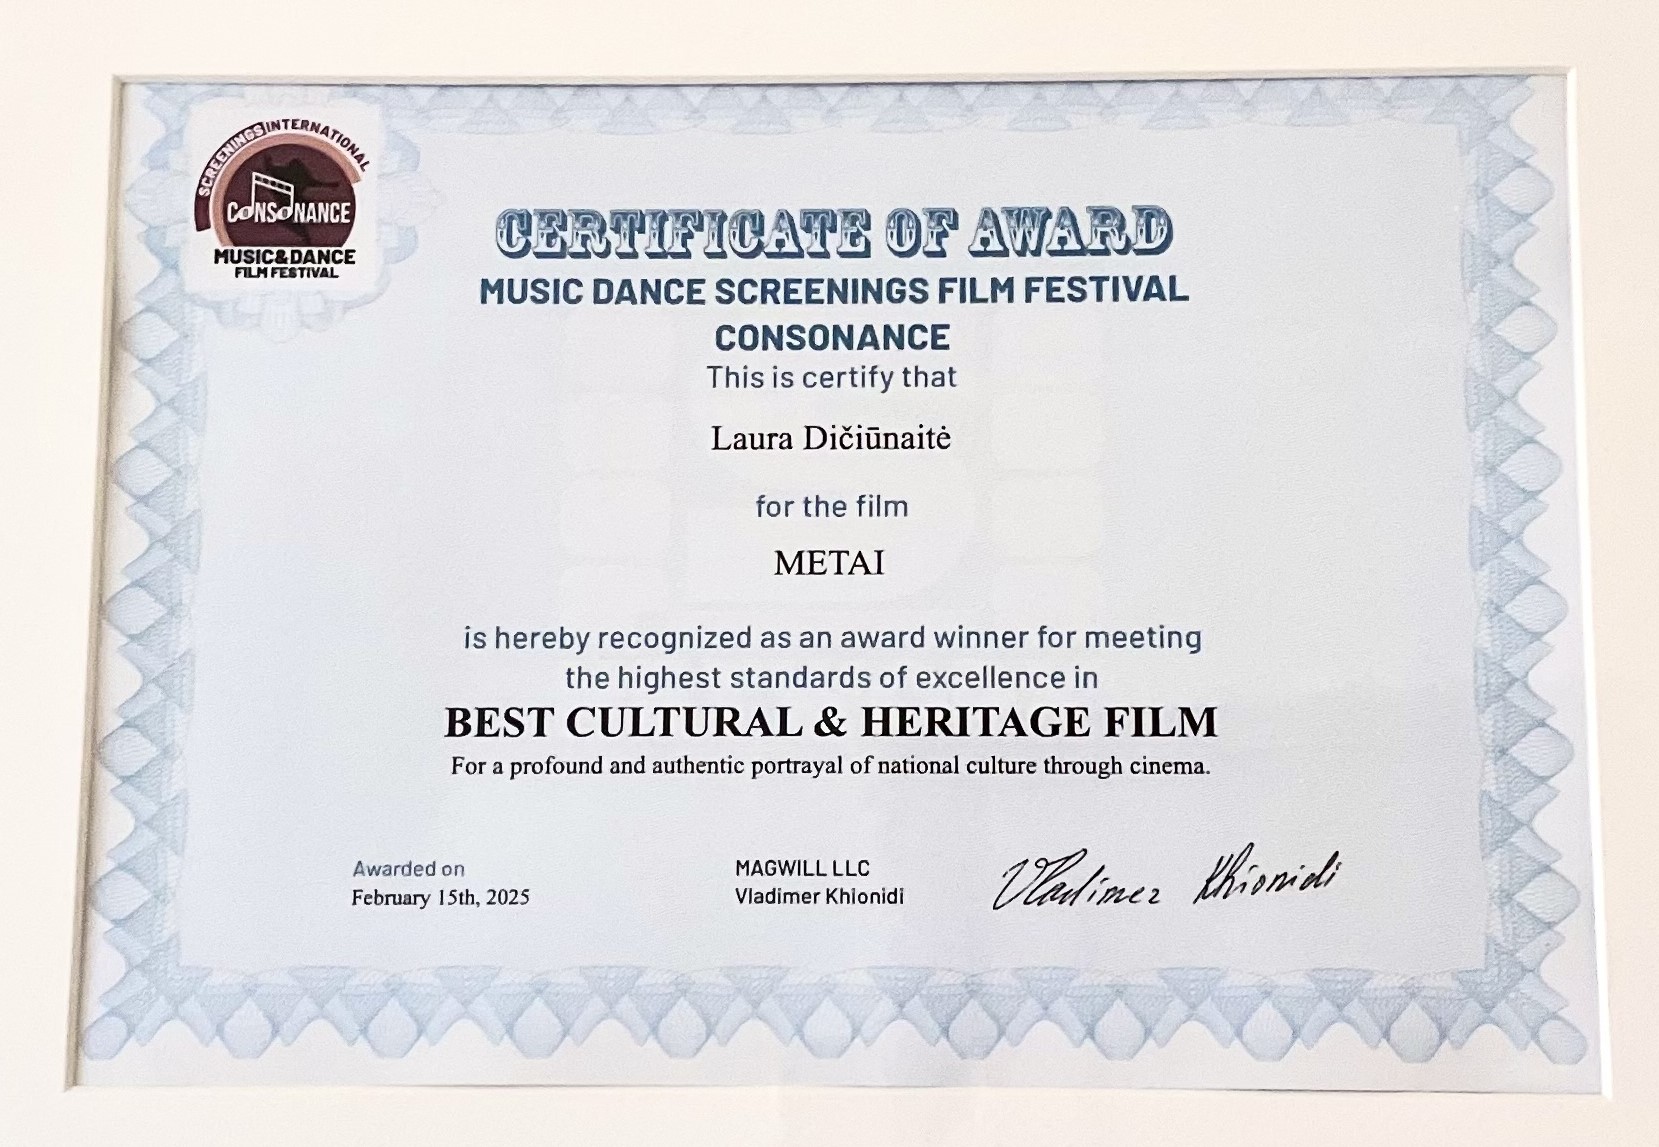 SCREENINGS INTERNATIONAL
CONSONANCE
MUSIC&DANCE
FILM FESTIVAL
CERTIFICATE OF AWARD
MUSIC DANCE SCREENINGS FILM FESTIVAL
CONSONANCE
This is certify that
Laura Dičiūnaitė
for the film
METAI
is hereby recognized as an award winner for meeting
the highest standards of excellence in
BEST CULTURAL & HERITAGE FILM
For a profound and authentic portrayal of national culture through cinema.
Awarded on
February 15th, 2025
MAGWILL LLC
Vladimer Khionidi
Vladimer Khionidi